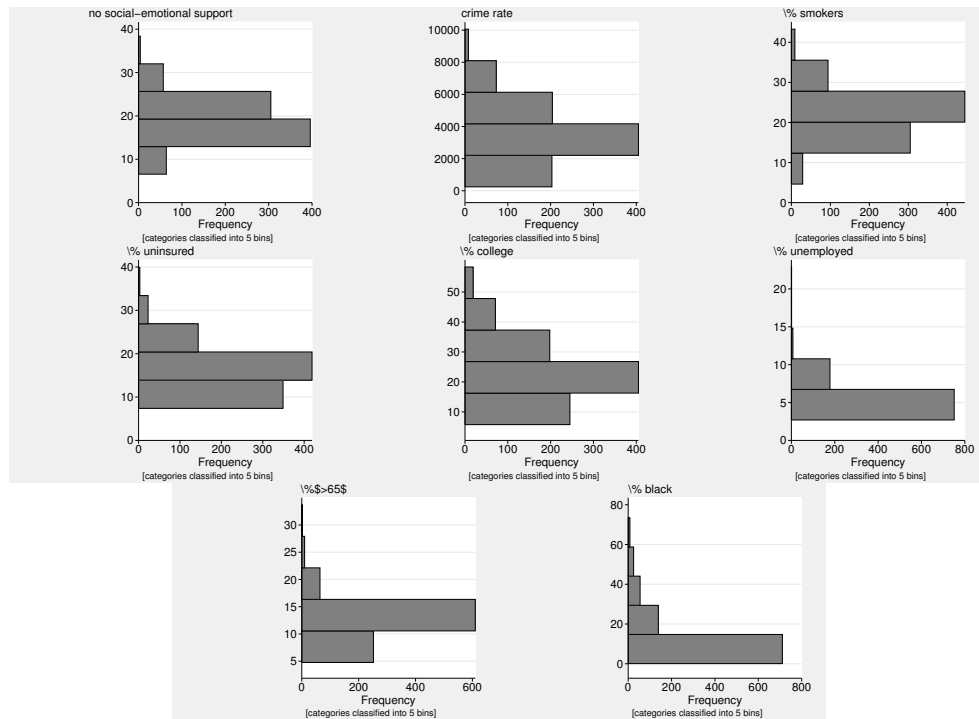 no social−emotional support
40
30
20
10
0
0 100 200 300 400
Frequency
[categories classified into 5 bins]
crime rate
10000
8000
6000
4000
2000
0
0 100 200 300 400
Frequency
[categories classified into 5 bins]
\% smokers
40
30
20
10
0
0 100 200 300 400
Frequency
[categories classified into 5 bins]
\% uninsured
40
30
20
10
0
0 100 200 300 400
Frequency
[categories classified into 5 bins]
\% college
50
40
30
20
10
0 100 200 300 400
Frequency
[categories classified into 5 bins]
\% unemployed
20
15
10
5
0
0 200 400 600 800
Frequency
[categories classified into 5 bins]
\%$>65$
30
25
20
15
10
5
0 200 400 600
Frequency
[categories classified into 5 bins]
\% black
80
60
40
20
0
0 200 400 600 800
Frequency
[categories classified into 5 bins]